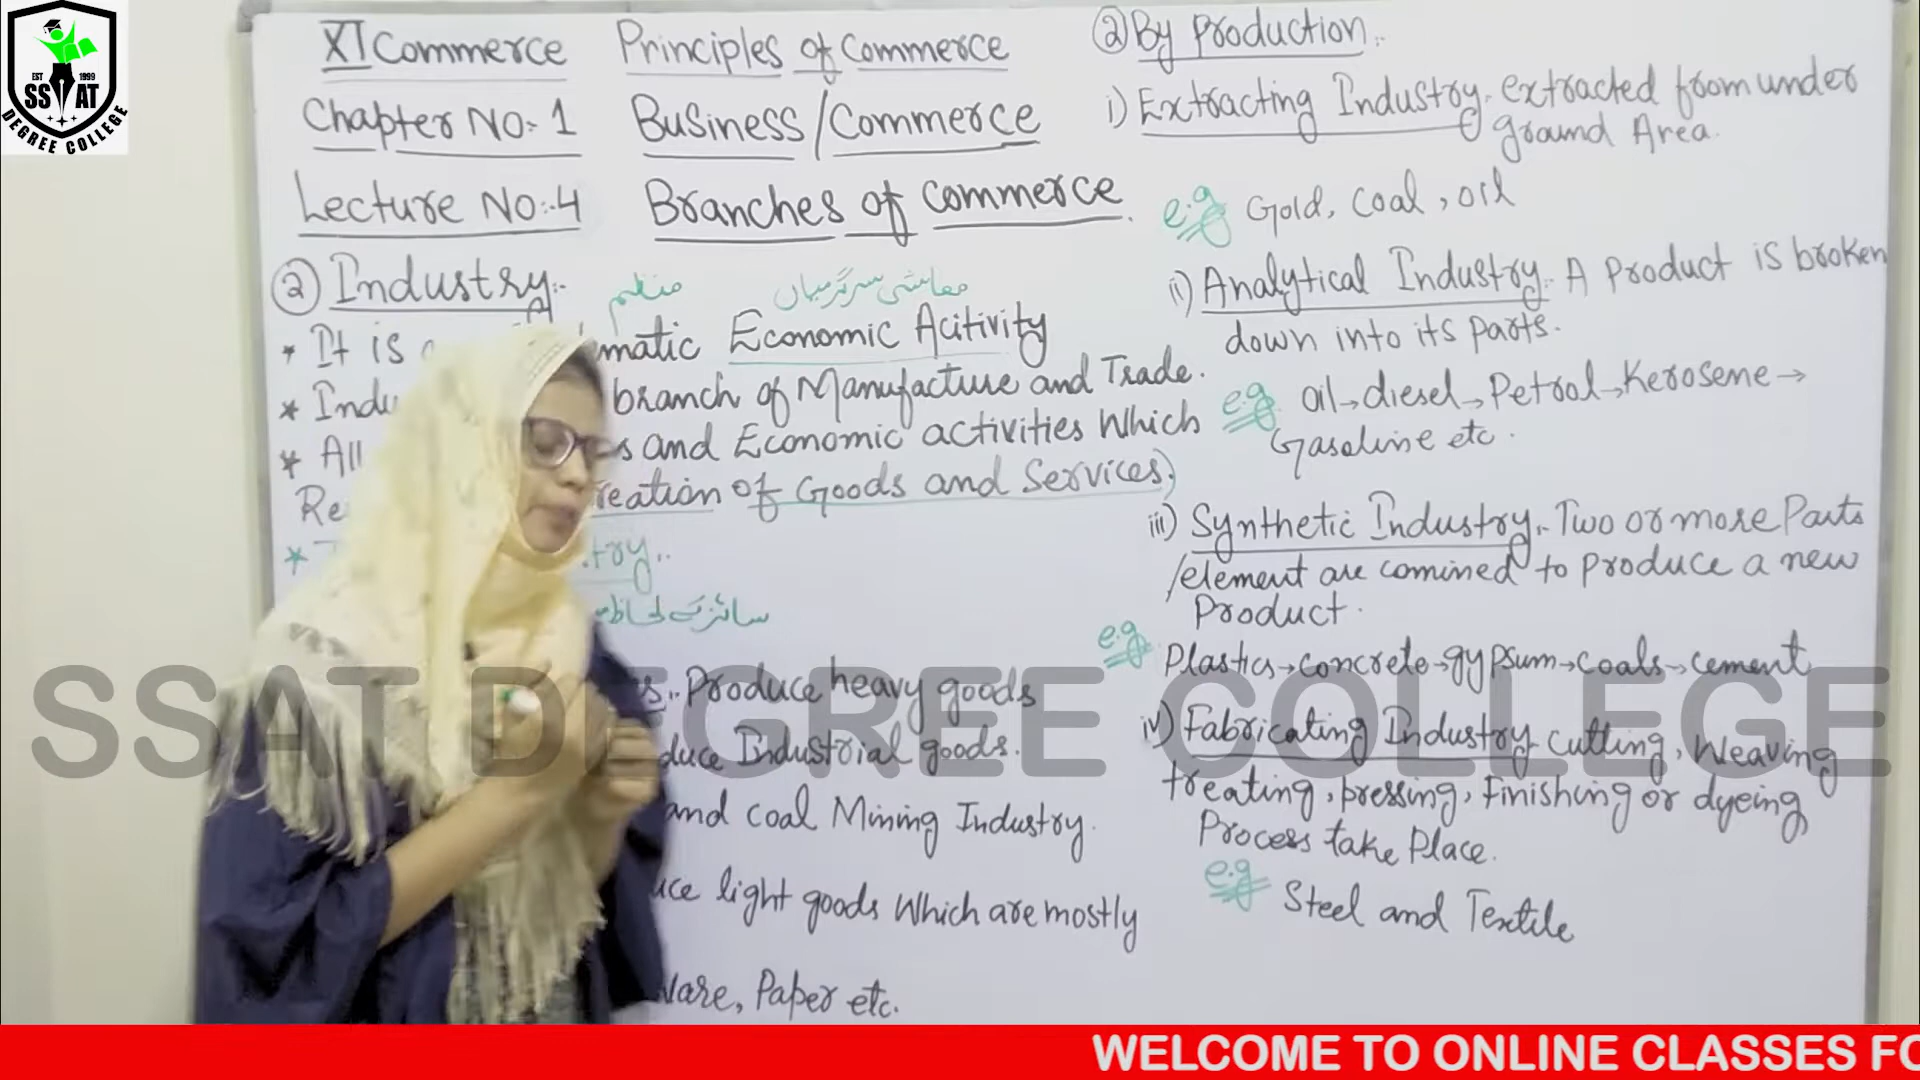 EST 1999
SSAT
DEGREE COLLEGE
XI Commerce Principles of Commerce
Chapter NO:- 1 Business/Commerce
Lecture No:-4 Branches of Commerce.
② Industry:-
منظم معاشی سرگرمیاں
* It is matic Economic Acitivity
* Indu branch of Manufacture and Trade.
* All s and Economic activities Which
Re reation of Goods and Services.)
* try:-
سائز کے لحاظ
s:- Produce heavy goods
duce Industrial goods.
and coal Mining Industry.
uce light goods Which are mostly
ware, Paper etc.
② By Production:-
i) Extracting Industry:- extracted from under
ground Area.
e.g Gold, coal, oil
ii) Analytical Industry:- A Product is broken
down into its parts.
e.g oil→diesel→Petrol→Kerosene→
Gasoline etc.
iii) Synthetic Industry:- Two or more Parts
/element are comined to Produce a new
Product.
e.g
Plastics→concrete→gypsum→coals→cement
iv) Fabricating Industry cutting, Weaving
treating, pressing, Finishing or dyeing
Process take Place.
e.g Steel and Textile
SSAT DEGREE COLLEGE
WELCOME TO ONLINE CLASSES FO